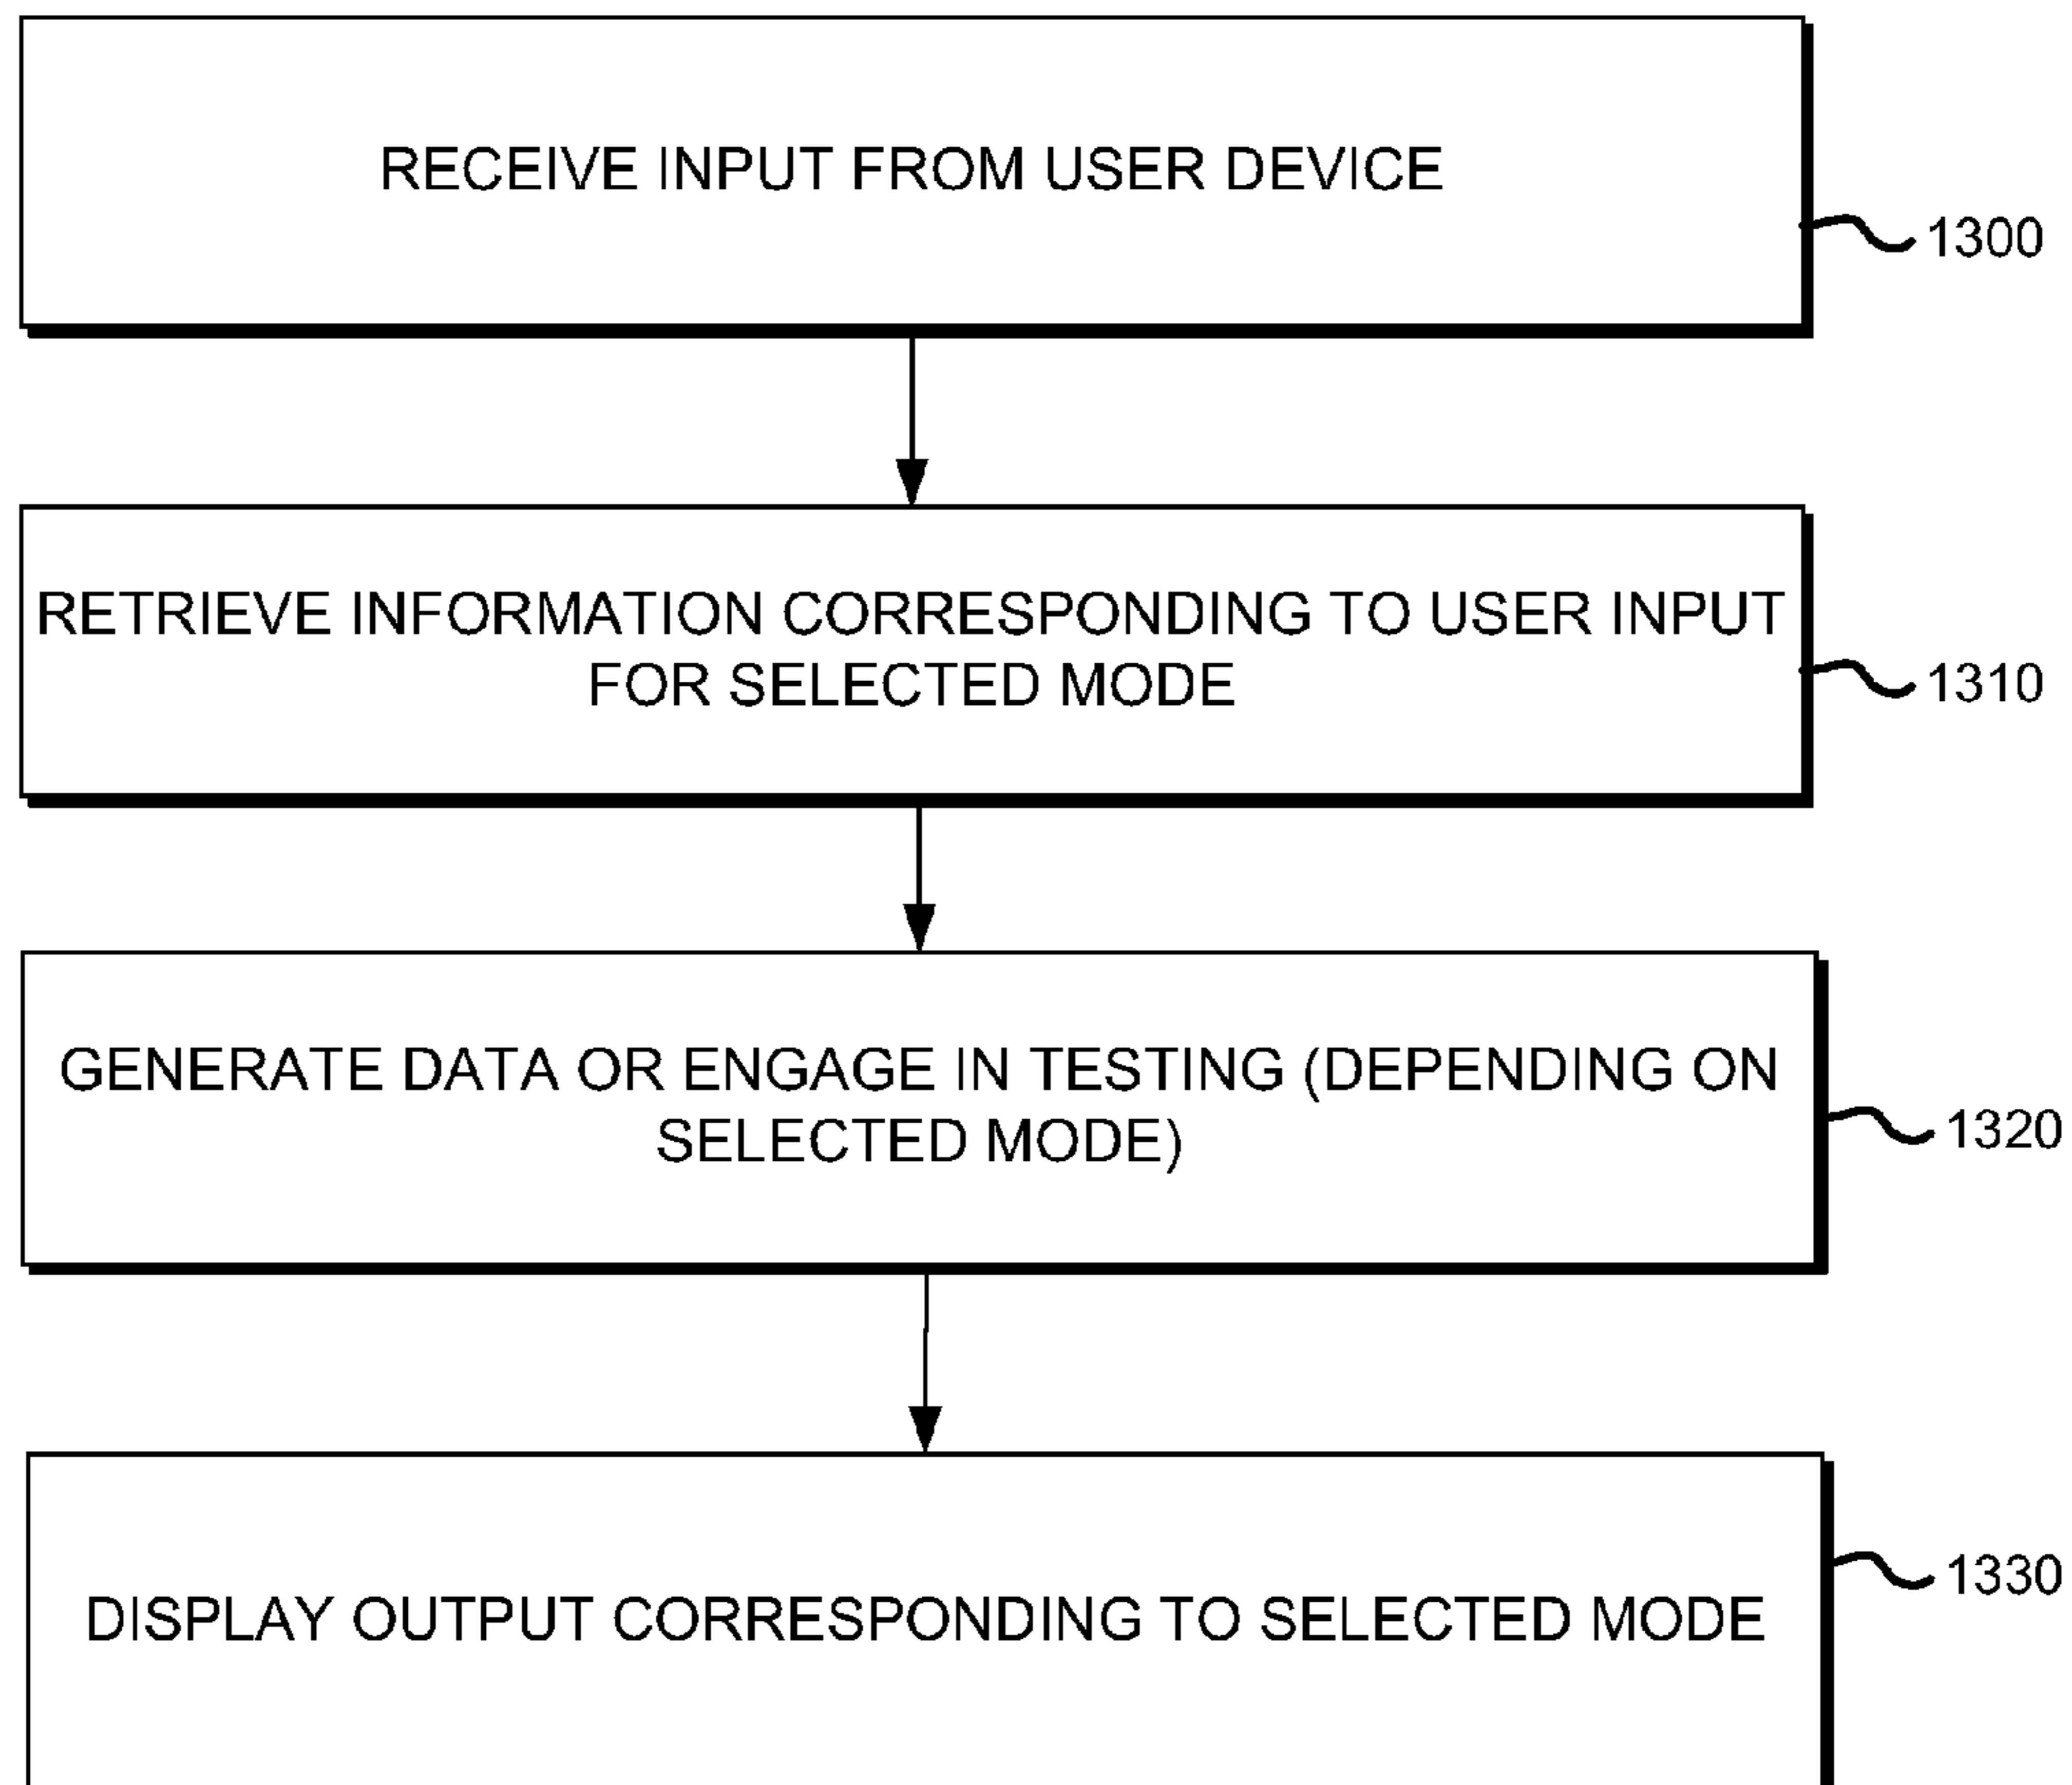 RECEIVE INPUT FROM USER DEVICE
1300
RETRIEVE INFORMATION CORRESPONDING TO USER INPUT
FOR SELECTED MODE
1310
GENERATE DATA OR ENGAGE IN TESTING (DEPENDING ON
SELECTED MODE)
1320
DISPLAY OUTPUT CORRESPONDING TO SELECTED MODE
1330